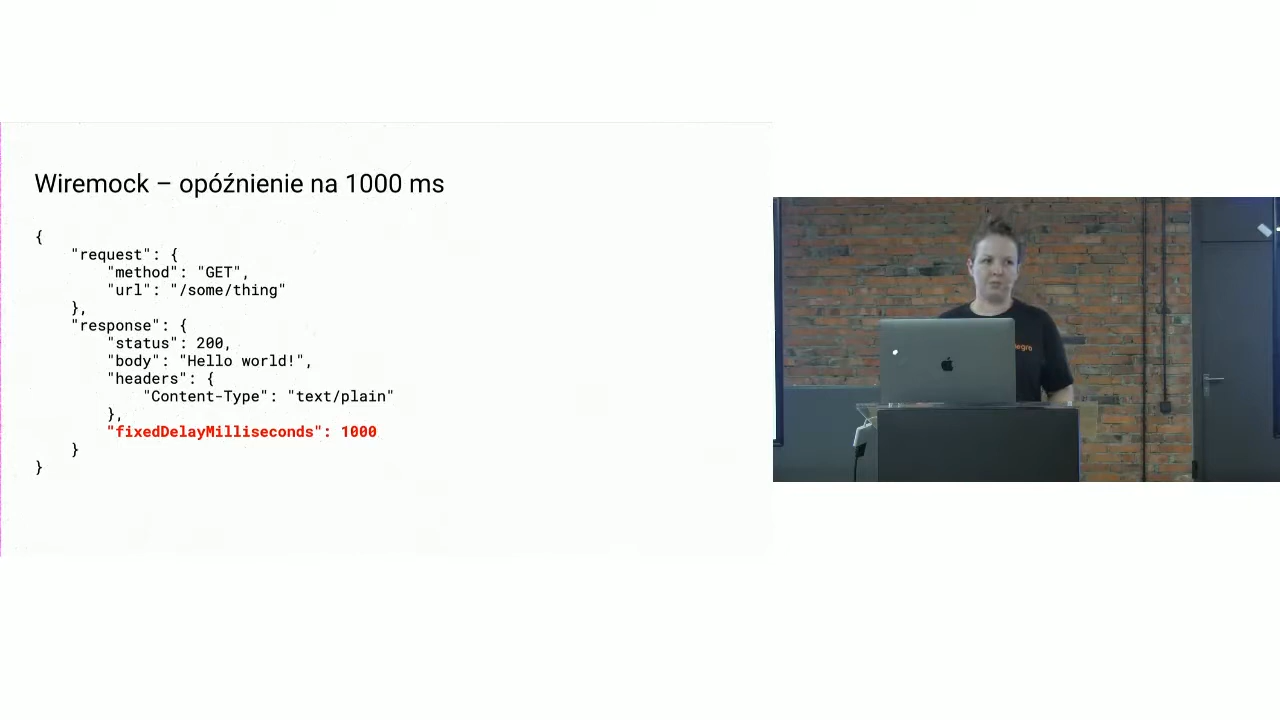 Wiremock – opóźnienie na 1000 ms
{
    "request": {
        "method": "GET",
        "url": "/some/thing"
    },
    "response": {
        "status": 200,
        "body": "Hello world!",
        "headers": {
            "Content-Type": "text/plain"
        },
        "fixedDelayMilliseconds": 1000
    }
}